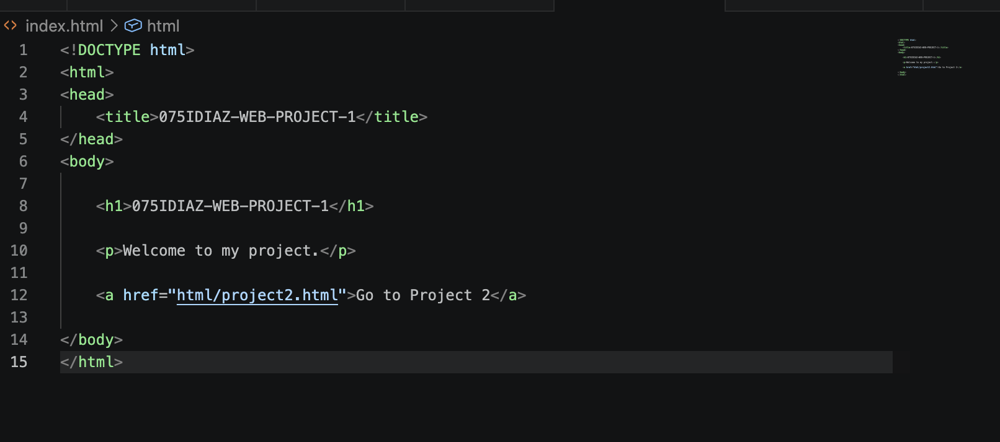 index.html > html
1 <!DOCTYPE html>
2 <html>
3 <head>
4     <title>075IDIAZ-WEB-PROJECT-1</title>
5 </head>
6 <body>
7
8     <h1>075IDIAZ-WEB-PROJECT-1</h1>
9
10     <p>Welcome to my project.</p>
11
12     <a href="html/project2.html">Go to Project 2</a>
13
14 </body>
15 </html>